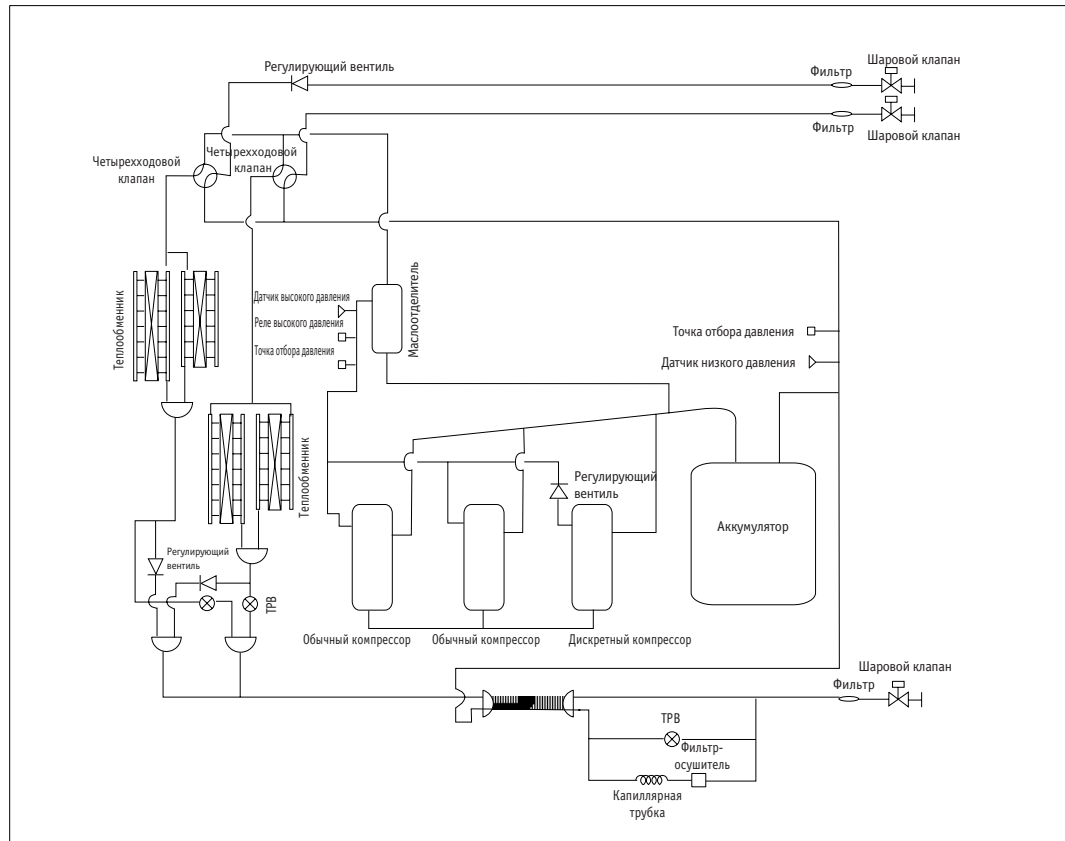 Шаровой клапан
Регулирующий вентиль
Фильтр
Фильтр
Шаровой клапан
Четырехходовой
клапан
Четырехходовой
клапан
Теплообменник
Датчик высокого давления
Реле высокого давления
Точка отбора давления
Маслоотделитель
Точка отбора давления
Датчик низкого давления
Теплообменник
Регулирующий
вентиль
Аккумулятор
Регулирующий
вентиль
ТРВ
Обычный компрессор
Обычный компрессор
Дискретный компрессор
Шаровой клапан
Фильтр
ТРВ
Фильтр-
осушитель
Капиллярная
трубка